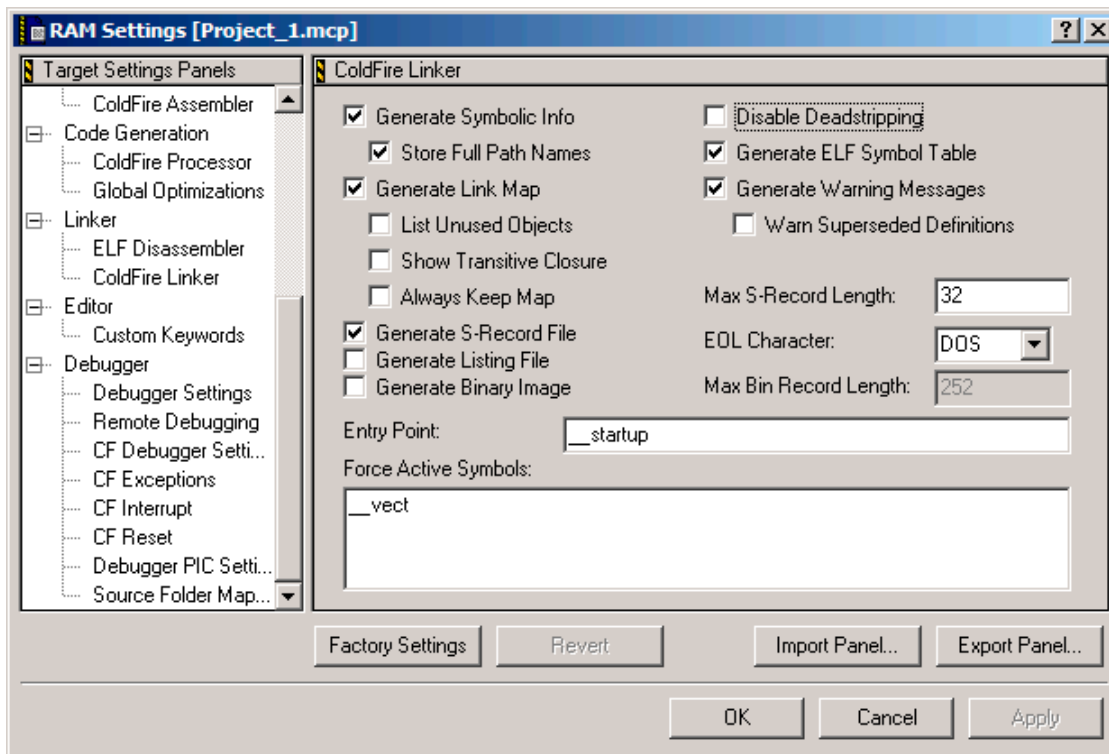 RAM Settings [Project_1.mcp]
Target Settings Panels
ColdFire Assembler
Code Generation
ColdFire Processor
Global Optimizations
Linker
ELF Disassembler
ColdFire Linker
Editor
Custom Keywords
Debugger
Debugger Settings
Remote Debugging
CF Debugger Setti...
CF Exceptions
CF Interrupt
CF Reset
Debugger PIC Setti...
Source Folder Map...
ColdFire Linker
Generate Symbolic Info
Disable Deadstripping
Store Full Path Names
Generate ELF Symbol Table
Generate Link Map
Generate Warning Messages
List Unused Objects
Warn Superseded Definitions
Show Transitive Closure
Always Keep Map
Max S-Record Length: 32
Generate S-Record File
EOL Character: DOS
Generate Listing File
Generate Binary Image
Max Bin Record Length: 252
Entry Point: __startup
Force Active Symbols:
__vect
Factory Settings Revert Import Panel... Export Panel...
OK Cancel Apply